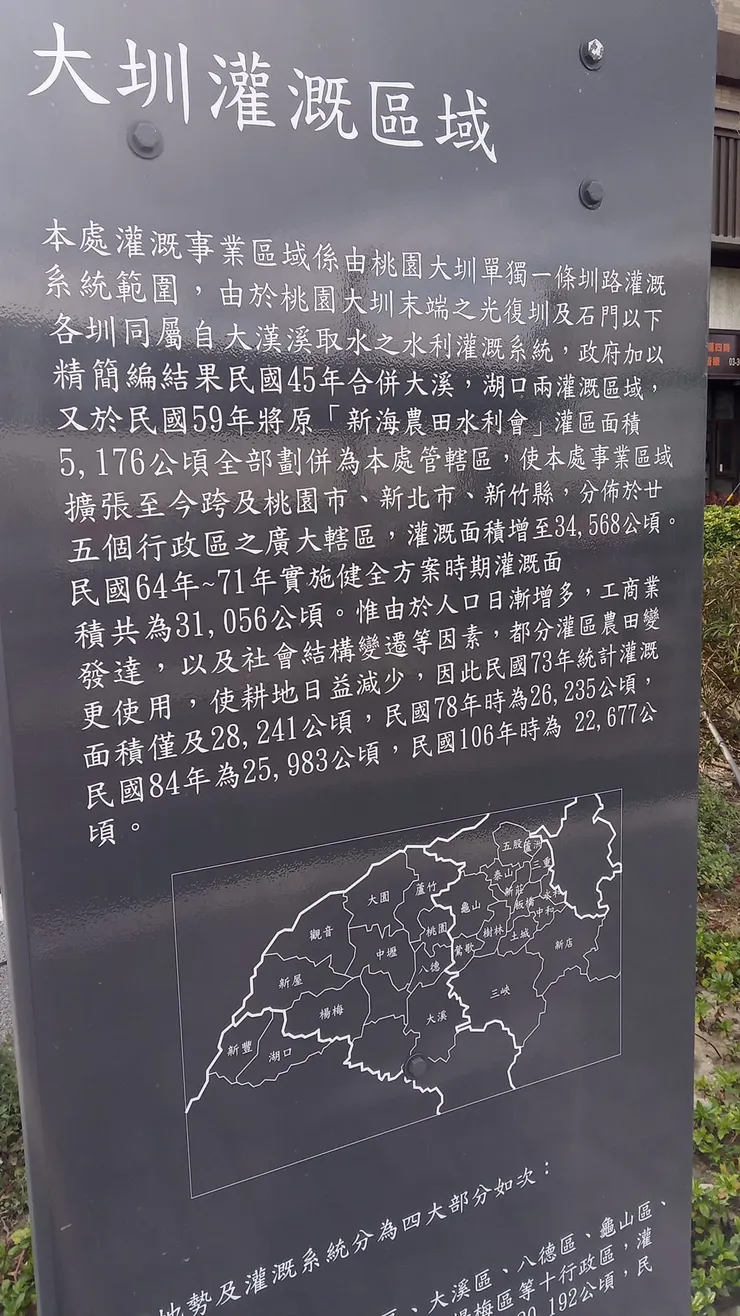 大圳灌溉區域
本處灌溉事業區域係由桃園大圳單獨一條圳路灌溉
系統範圍，由於桃園大圳末端之光復圳及石門以下
各圳同屬自大漢溪取水之水利灌溉系統，政府加以
精簡編結果民國45年合併大溪，湖口兩灌溉區域，
又於民國59年將原「新海農田水利會」灌區面積
5,176公頃全部劃併為本處管轄區，使本處事業區域
擴張至今跨及桃園市、新北市、新竹縣，分佈於廿
五個行政區之廣大轄區，灌溉面積增至34,568公頃。
民國64年~71年實施健全方案時期灌溉面
積共為31,056公頃。惟由於人口日漸增多，工商業
發達，以及社會結構變遷等因素，都分灌區農田變
更使用，使耕地日益減少，因此民國73年統計灌溉
面積僅及28,241公頃，民國78年時為26,235公頃，
民國84年為25,983公頃，民國106年時為 22,677公
頃。
五股
蘆洲
三重
泰山
新莊
板橋
永和
中和
蘆竹
大園
龜山
桃園
樹林
土城
新店
觀音
中壢
鶯歌
八德
新屋
三峽
楊梅
大溪
新豐
湖口
地勢及灌溉系統分為四大部分如次：
區、大溪區、八德區、龜山區、
楊梅區等十行政區，灌
192公頃，民